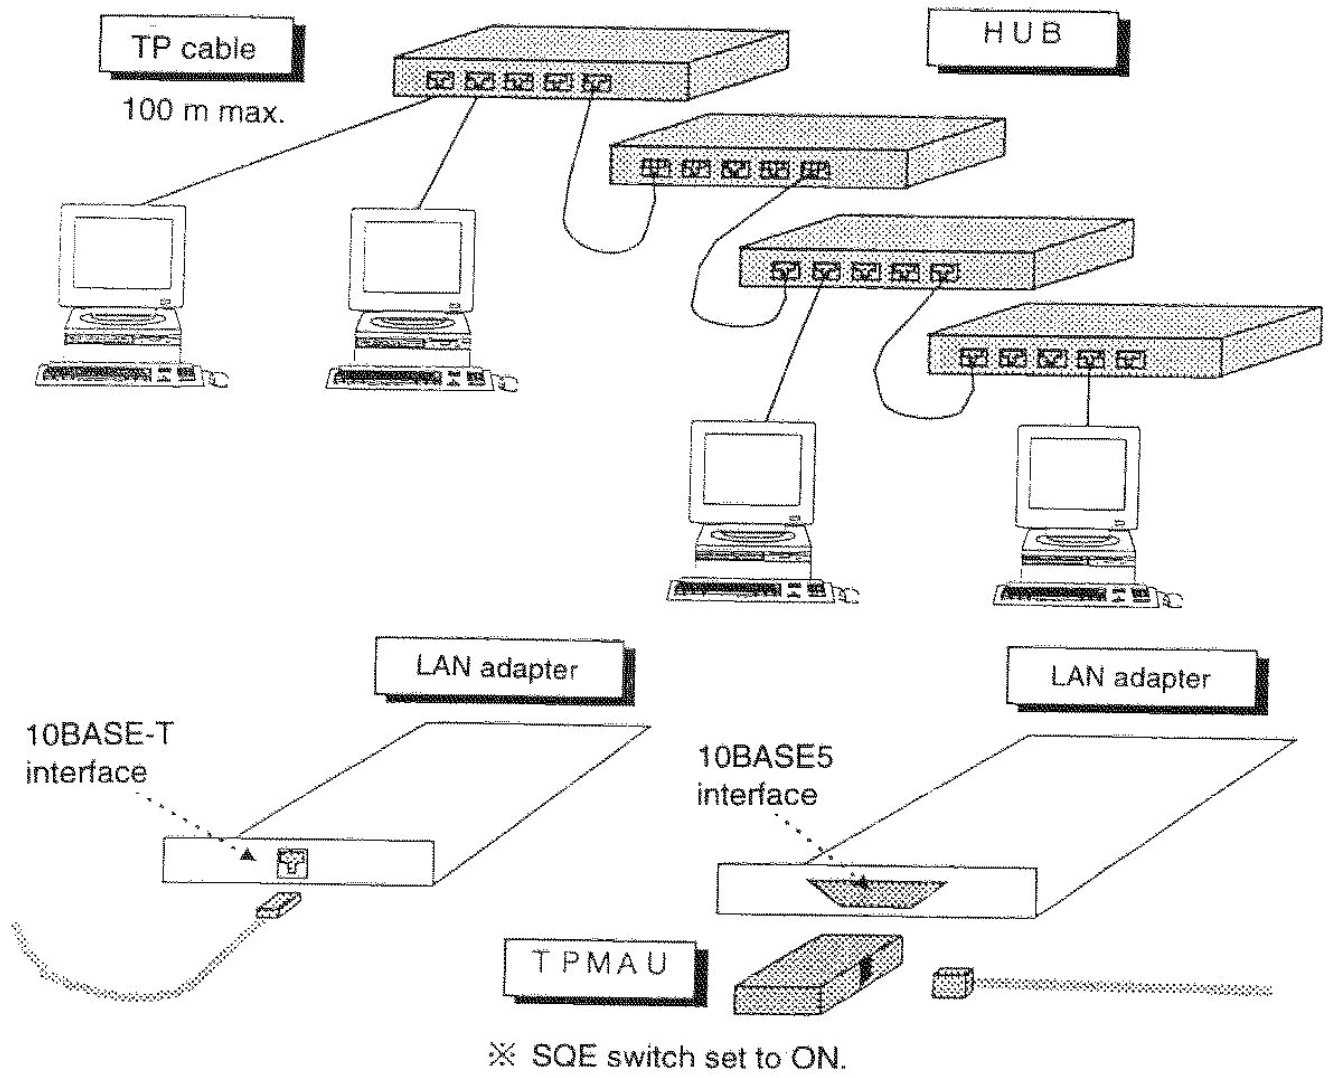 TP cable
100 m max.
HUB
LAN adapter
LAN adapter
10BASE-T
interface
10BASE5
interface
TPMAU
※ SQE switch set to ON.